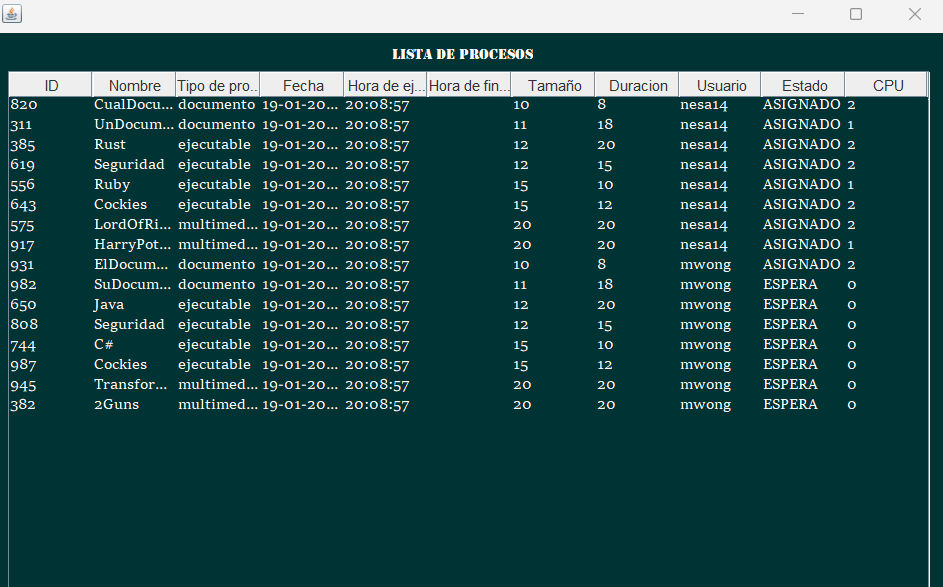 LISTA DE PROCESOS
ID Nombre Tipo de pro... Fecha Hora de ej... Hora de fin... Tamaño Duracion Usuario Estado CPU
820 CualDocu... documento 19-01-20... 20:08:57 10 8 nesa14 ASIGNADO 2
311 UnDocum... documento 19-01-20... 20:08:57 11 18 nesa14 ASIGNADO 1
385 Rust ejecutable 19-01-20... 20:08:57 12 20 nesa14 ASIGNADO 2
619 Seguridad ejecutable 19-01-20... 20:08:57 12 15 nesa14 ASIGNADO 2
556 Ruby ejecutable 19-01-20... 20:08:57 15 10 nesa14 ASIGNADO 1
643 Cockies ejecutable 19-01-20... 20:08:57 15 12 nesa14 ASIGNADO 2
575 LordOfRi... multimed... 19-01-20... 20:08:57 20 20 nesa14 ASIGNADO 2
917 HarryPot... multimed... 19-01-20... 20:08:57 20 20 nesa14 ASIGNADO 1
931 ElDocum... documento 19-01-20... 20:08:57 10 8 mwong ASIGNADO 2
982 SuDocum... documento 19-01-20... 20:08:57 11 18 mwong ESPERA 0
650 Java ejecutable 19-01-20... 20:08:57 12 20 mwong ESPERA 0
808 Seguridad ejecutable 19-01-20... 20:08:57 12 15 mwong ESPERA 0
744 C# ejecutable 19-01-20... 20:08:57 15 10 mwong ESPERA 0
987 Cockies ejecutable 19-01-20... 20:08:57 15 12 mwong ESPERA 0
945 Transfor... multimed... 19-01-20... 20:08:57 20 20 mwong ESPERA 0
382 2Guns multimed... 19-01-20... 20:08:57 20 20 mwong ESPERA 0